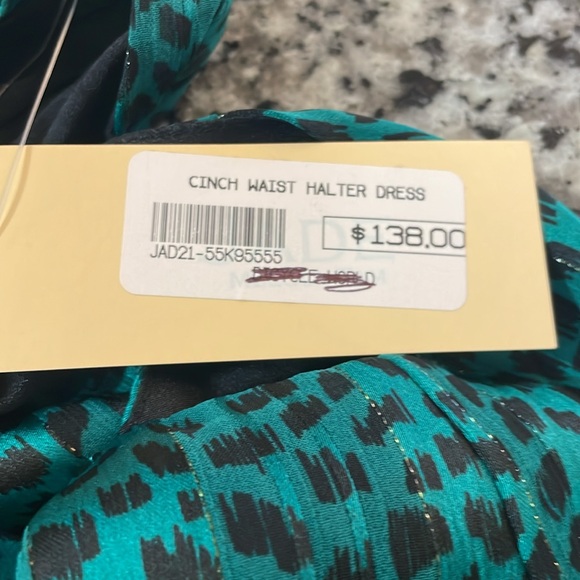 CINCH WAIST HALTER DRESS
$138.00
JAD21-55K95555